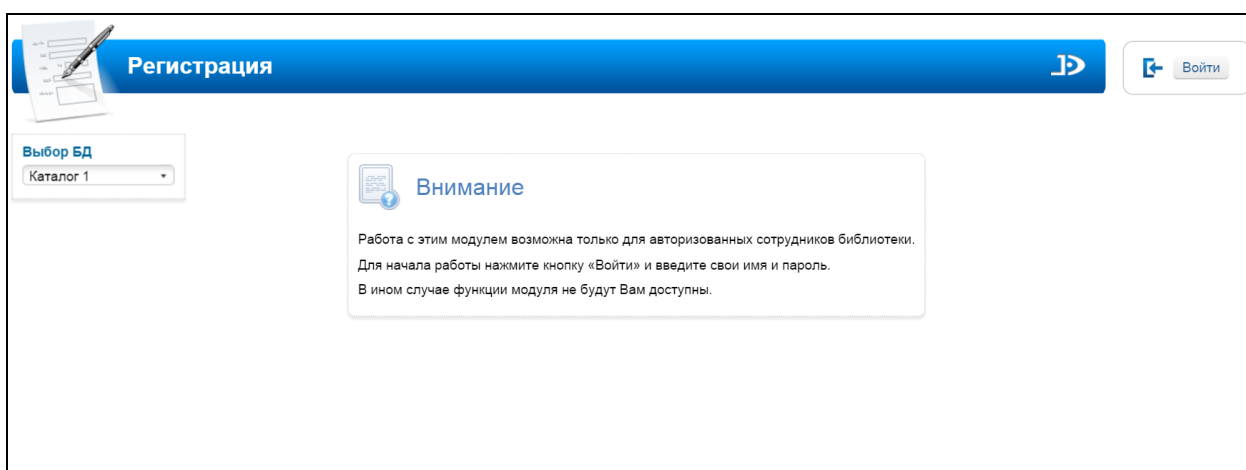 Регистрация
Войти
Выбор БД
Каталог 1
Внимание
Работа с этим модулем возможна только для авторизованных сотрудников библиотеки.
Для начала работы нажмите кнопку «Войти» и введите свои имя и пароль.
В ином случае функции модуля не будут Вам доступны.